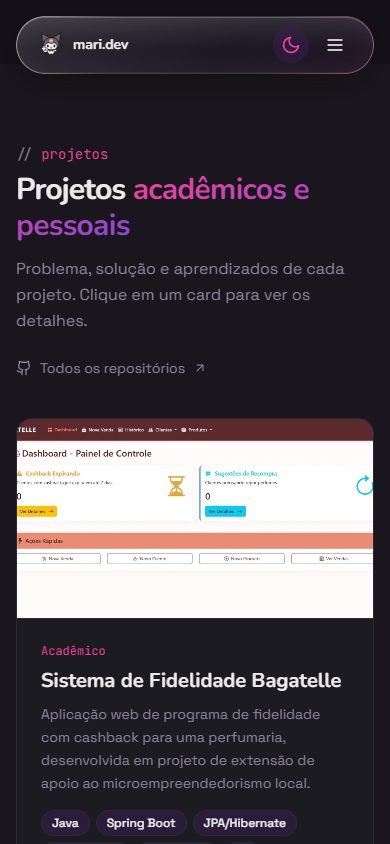 mari.dev
// projetos
Projetos acadêmicos e
pessoais
Problema, solução e aprendizados de cada
projeto. Clique em um card para ver os
detalhes.
Todos os repositórios
ATELLE Dashboard Nova Venda Histórico Clientes Produtos
Dashboard - Painel de Controle
Cashback Expirando
Sugestões de Recompra
0
0
Ver Detalhes
Ver Detalhes
Ações Rápidas
Nova Venda Novo Cliente Novo Produto Ver Vendas
Acadêmico
Sistema de Fidelidade Bagatelle
Aplicação web de programa de fidelidade
com cashback para uma perfumaria,
desenvolvida em projeto de extensão de
apoio ao microempreendedorismo local.
Java Spring Boot JPA/Hibernate